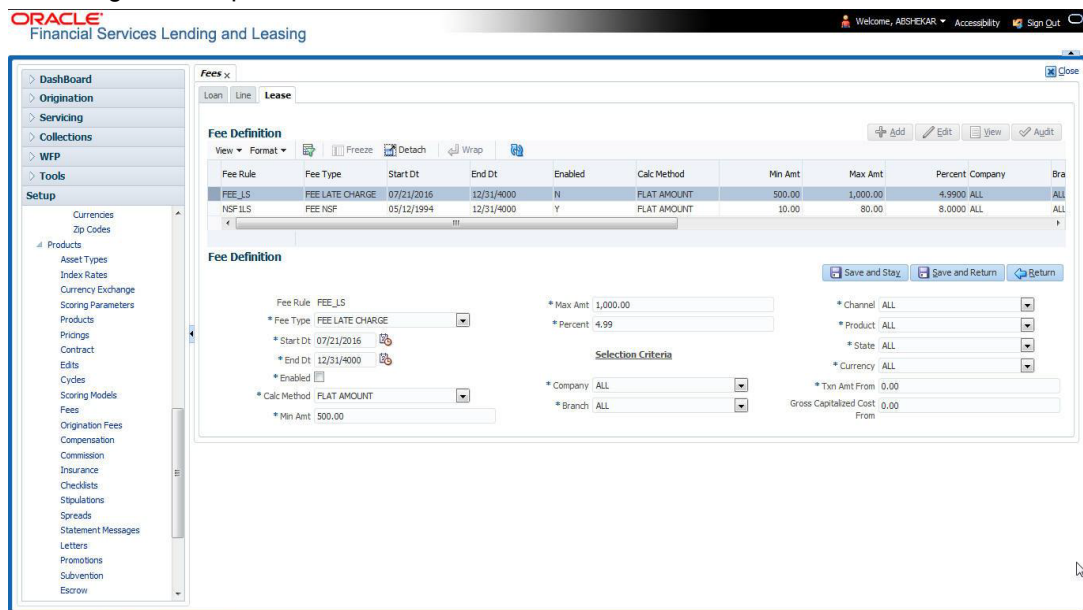 ORACLE
Financial Services Lending and Leasing
Welcome, ABSHEKAR Accessibility Sign Out
Fees x
Close
DashBoard
Origination
Servicing
Collections
WFP
Tools
Setup
Currencies
Zip Codes
Products
Asset Types
Index Rates
Currency Exchange
Scoring Parameters
Products
Pricings
Contract
Edits
Cycles
Scoring Models
Fees
Origination Fees
Compensation
Commission
Insurance
Checklists
Stipulations
Spreads
Statement Messages
Letters
Promotions
Subvention
Escrow
Loan Line Lease
Fee Definition
Add Edit View Audit
View Format Freeze Detach Wrap
Fee Rule Fee Type Start Dt End Dt Enabled Calc Method Min Amt Max Amt Percent Company Bra
FEE_LS FEE LATE CHARGE 07/21/2016 12/31/4000 N FLAT AMOUNT 500.00 1,000.00 4.9900 ALL ALL
NSF1LS FEE NSF 05/12/1994 12/31/4000 Y FLAT AMOUNT 10.00 80.00 8.0000 ALL ALL
Fee Definition
Save and Stay Save and Return Return
Fee Rule FEE_LS
* Fee Type FEE LATE CHARGE
* Start Dt 07/21/2016
* End Dt 12/31/4000
* Enabled
* Calc Method FLAT AMOUNT
* Min Amt 500.00
* Max Amt 1,000.00
* Percent 4.99
Selection Criteria
* Company ALL
* Branch ALL
* Channel ALL
* Product ALL
* State ALL
* Currency ALL
* Txn Amt From 0.00
Gross Capitalized Cost From 0.00